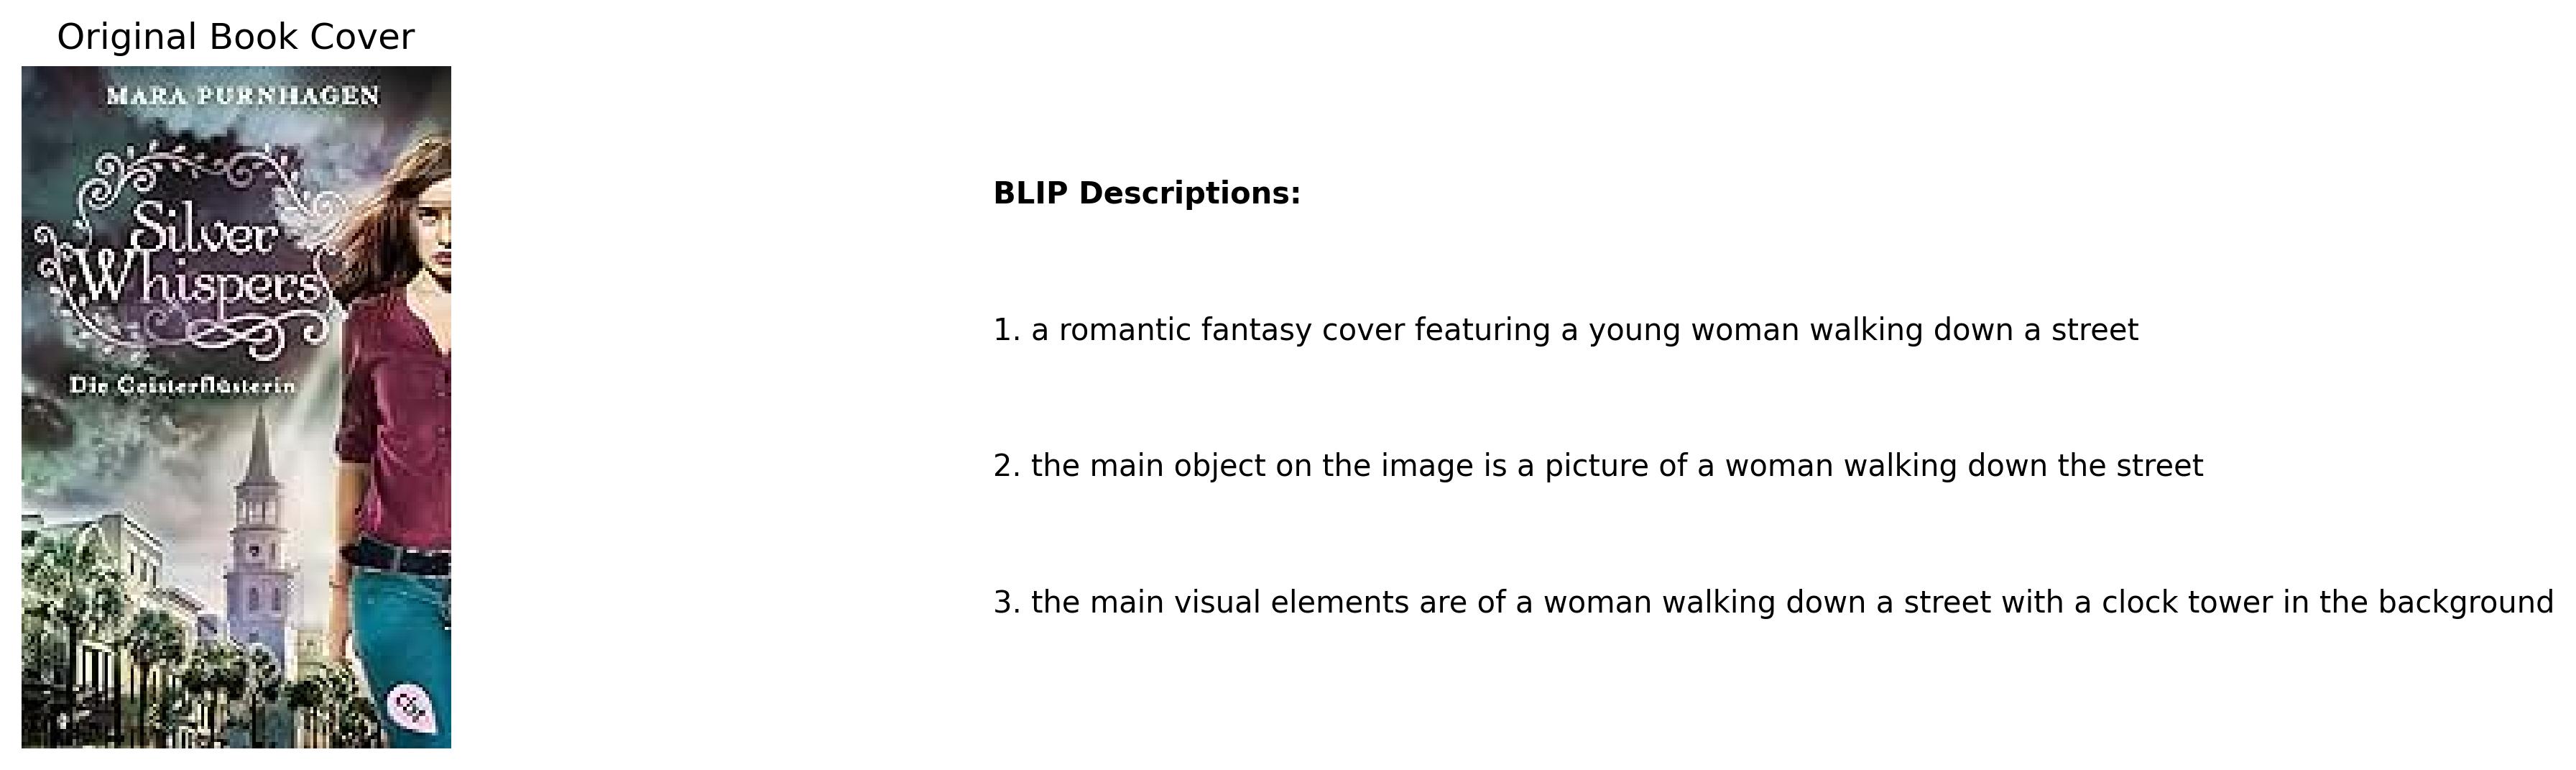 Original Book Cover
MARA PURNHAGEN
Silver
Whispers
Die Geisterflüsterin
BLIP Descriptions:
1. a romantic fantasy cover featuring a young woman walking down a street
2. the main object on the image is a picture of a woman walking down the street
3. the main visual elements are of a woman walking down a street with a clock tower in the background